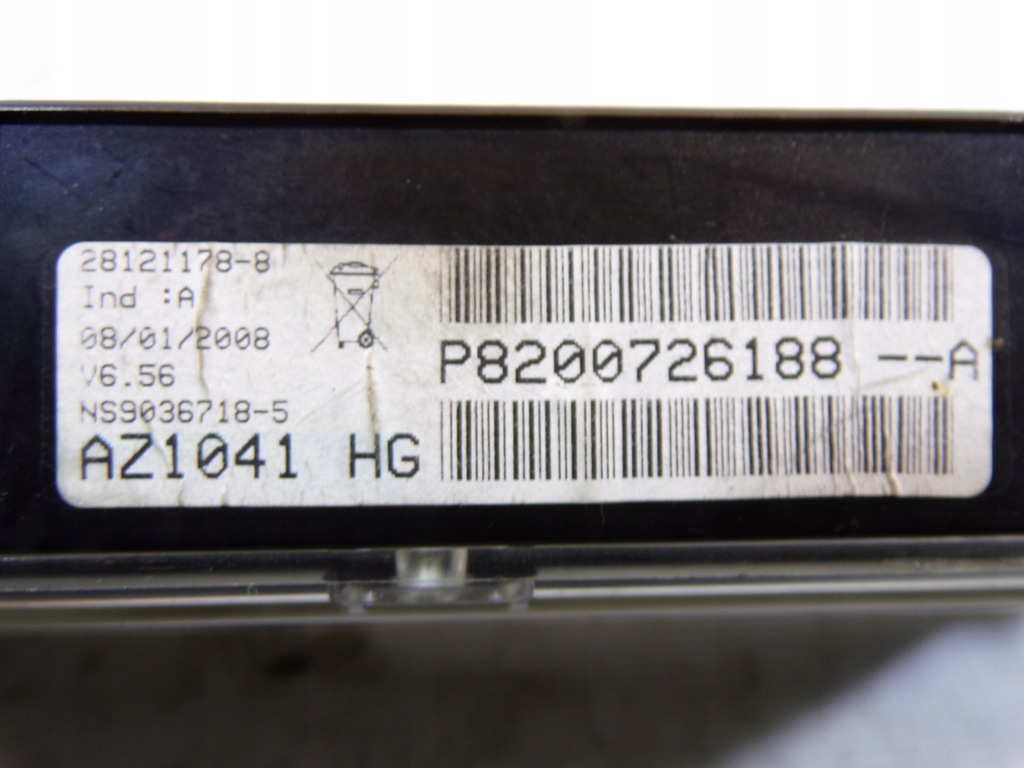 28121178-8
Ind :A
08/01/2008
V6.56
NS9036718-5
AZ1041 HG
P8200726188 --A